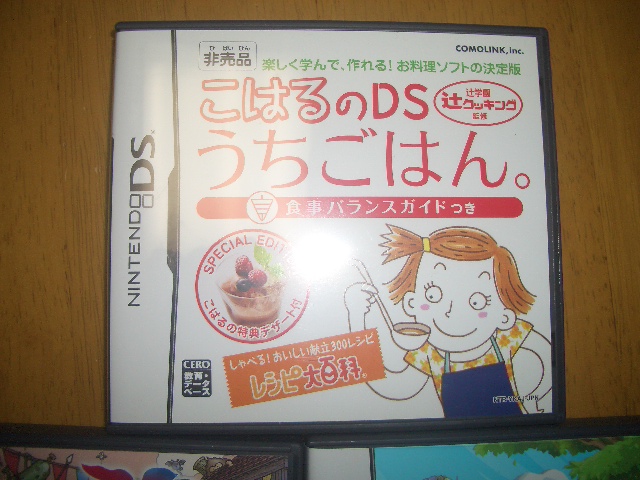 ひ ばい ひん
非売品
COMOLINK, inc.
楽しく学んで、作れる！お料理ソフトの決定版
こはるのDS
辻学園
辻クッキング
監修
うちごはん。
食事バランスガイドつき
NINTENDO DS™
SPECIAL
こはるの特典デザート付
しゃべる！おいしい献立300レシピ
レシピ大百科®
CERO
教育・
データ
ベース